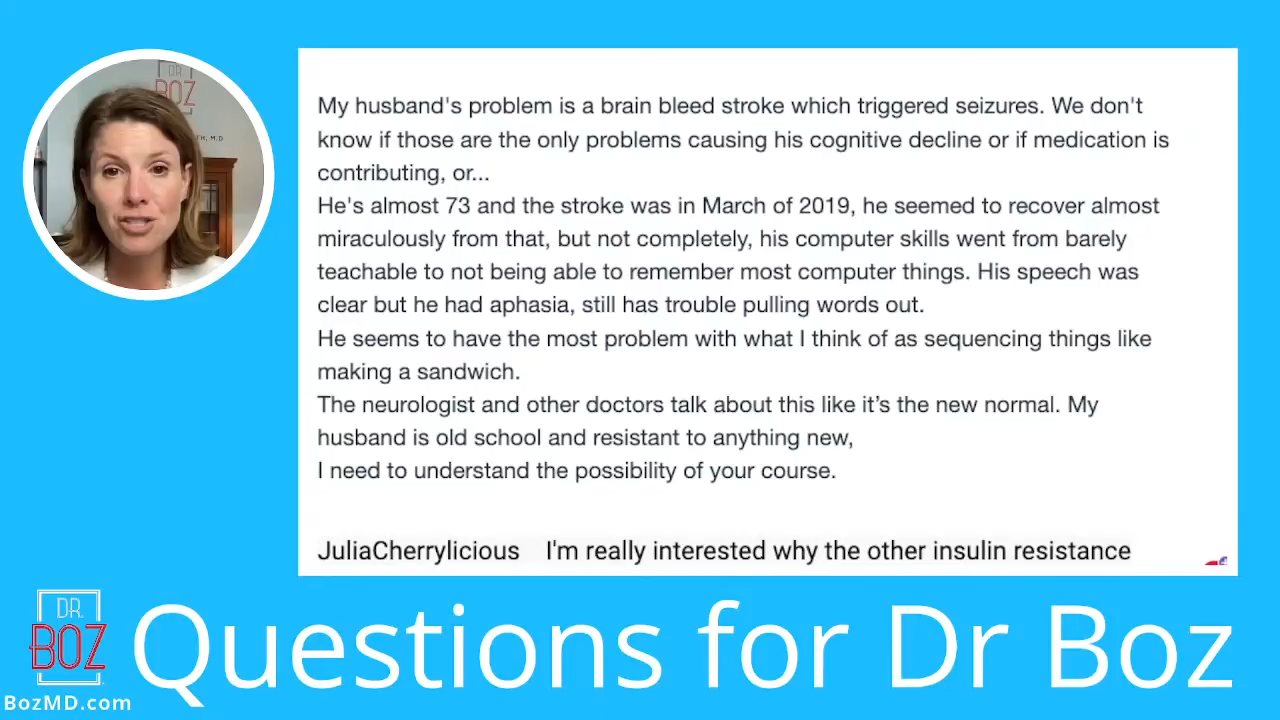 DR
BOZ
TH, M.D.
My husband's problem is a brain bleed stroke which triggered seizures. We don't
know if those are the only problems causing his cognitive decline or if medication is
contributing, or...
He's almost 73 and the stroke was in March of 2019, he seemed to recover almost
miraculously from that, but not completely, his computer skills went from barely
teachable to not being able to remember most computer things. His speech was
clear but he had aphasia, still has trouble pulling words out.
He seems to have the most problem with what I think of as sequencing things like
making a sandwich.
The neurologist and other doctors talk about this like it’s the new normal. My
husband is old school and resistant to anything new,
I need to understand the possibility of your course.
JuliaCherrylicious I'm really interested why the other insulin resistance
DR.
BOZ
Questions for Dr Boz
BozMD.com